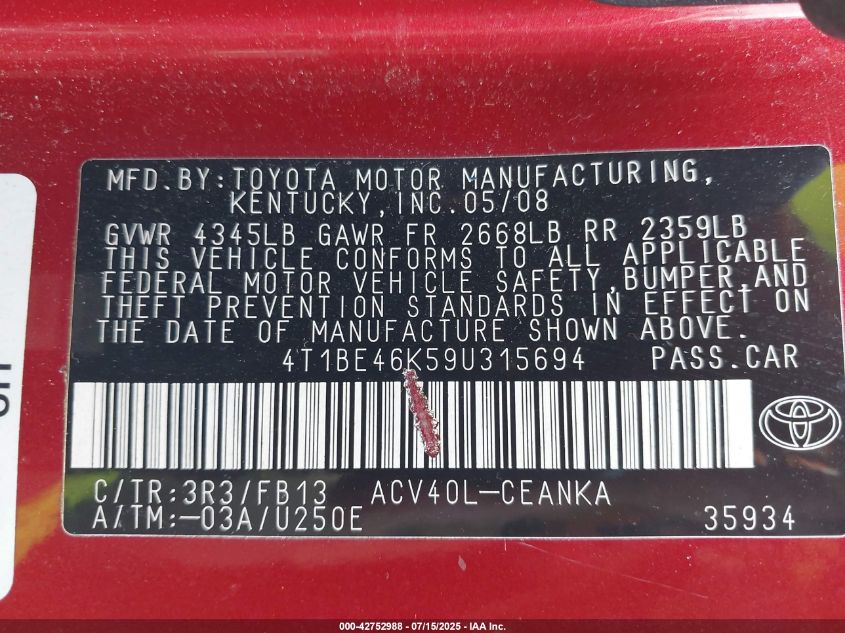 MFD.BY:TOYOTA MOTOR MANUFACTURING,
KENTUCKY,INC.05/08
GVWR 4345LB GAWR FR 2668LB RR 2359LB
THIS VEHICLE CONFORMS TO ALL APPLICABLE
FEDERAL MOTOR VEHICLE SAFETY,BUMPER,AND
THEFT PREVENTION STANDARDS IN EFFECT ON
THE DATE OF MANUFACTURE SHOWN ABOVE.
4T1BE46K59U315694 PASS.CAR
C/TR:3R3/FB13 ACV40L-CEANKA
A/TM:-03A/U250E 35934
000-42752988 - 07/15/2025 - IAA, Inc.